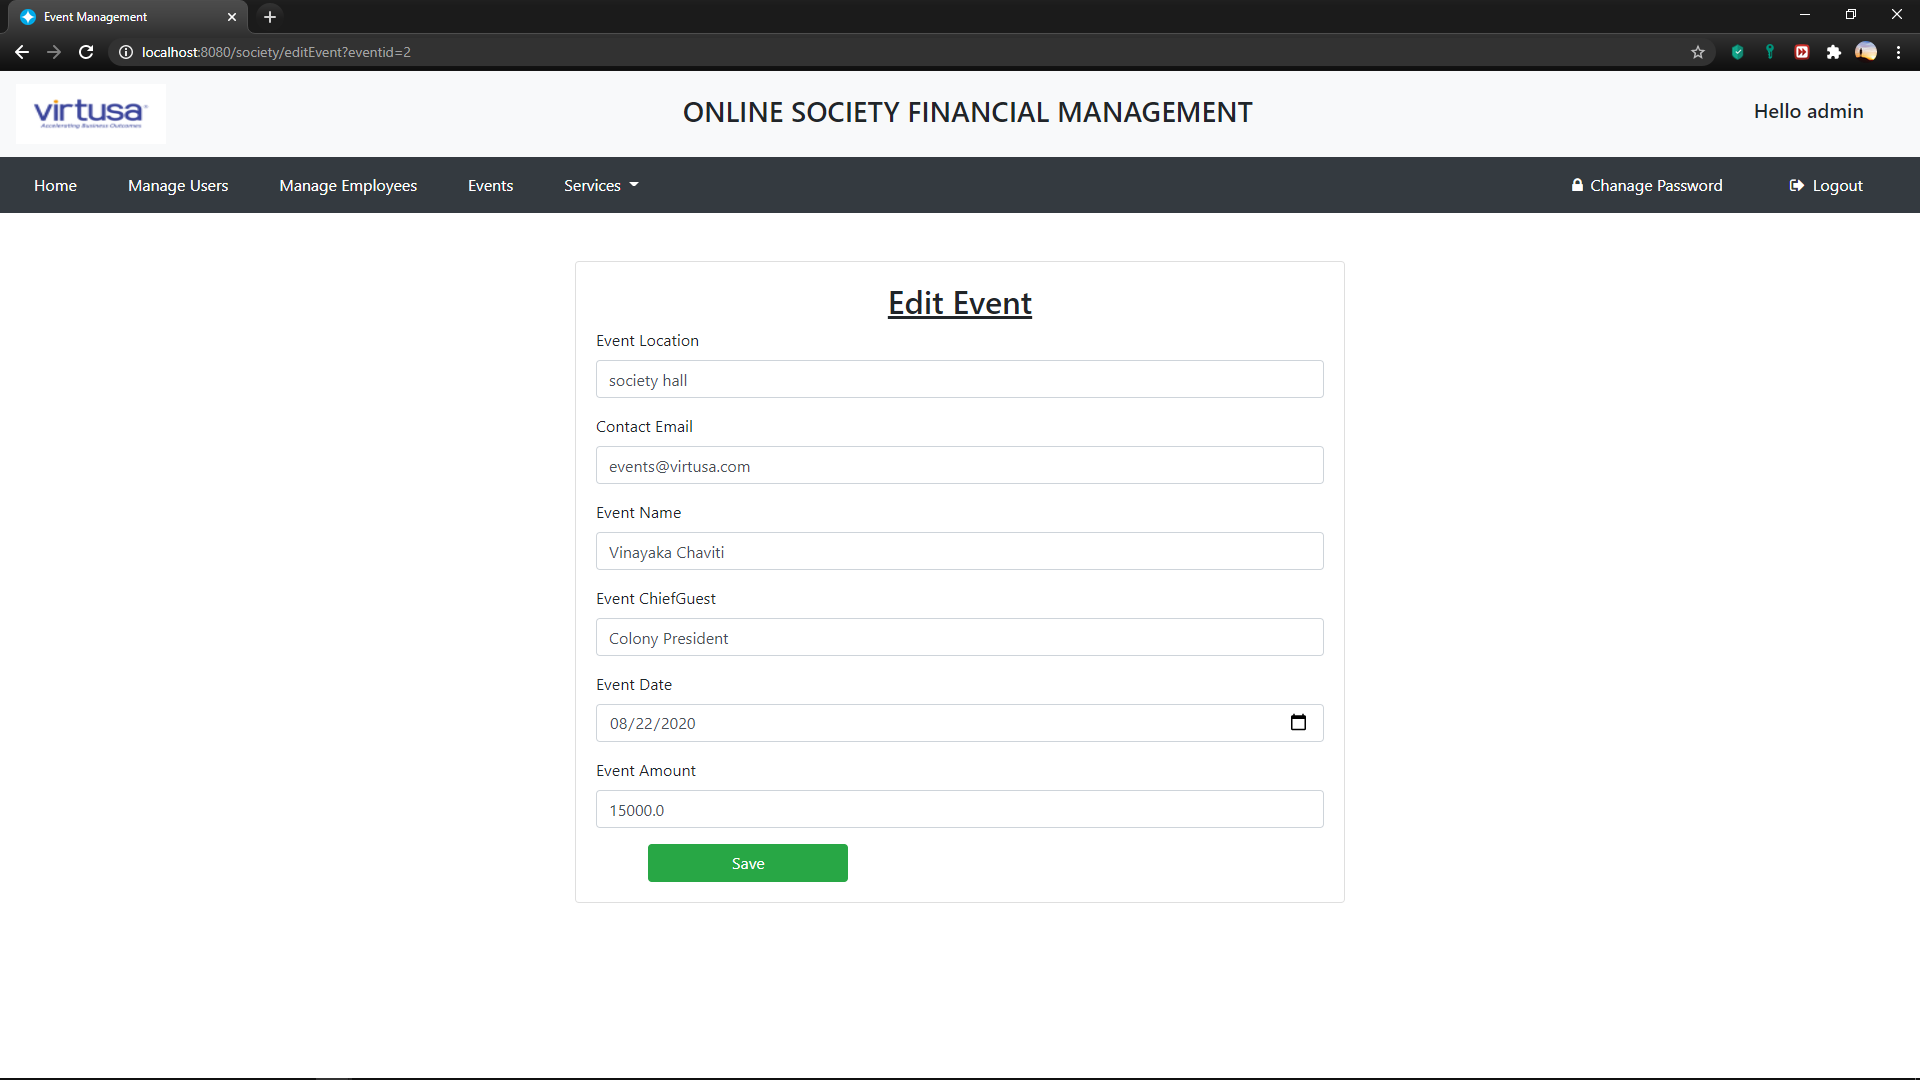 Event Management
localhost:8080/society/editEvent?eventid=2
virtusa
Accelerating Business Outcomes
ONLINE SOCIETY FINANCIAL MANAGEMENT
Hello admin
Home Manage Users Manage Employees Events Services Chanage Password Logout
Edit Event
Event Location
society hall
Contact Email
events@virtusa.com
Event Name
Vinayaka Chaviti
Event ChiefGuest
Colony President
Event Date
08/22/2020
Event Amount
15000.0
Save